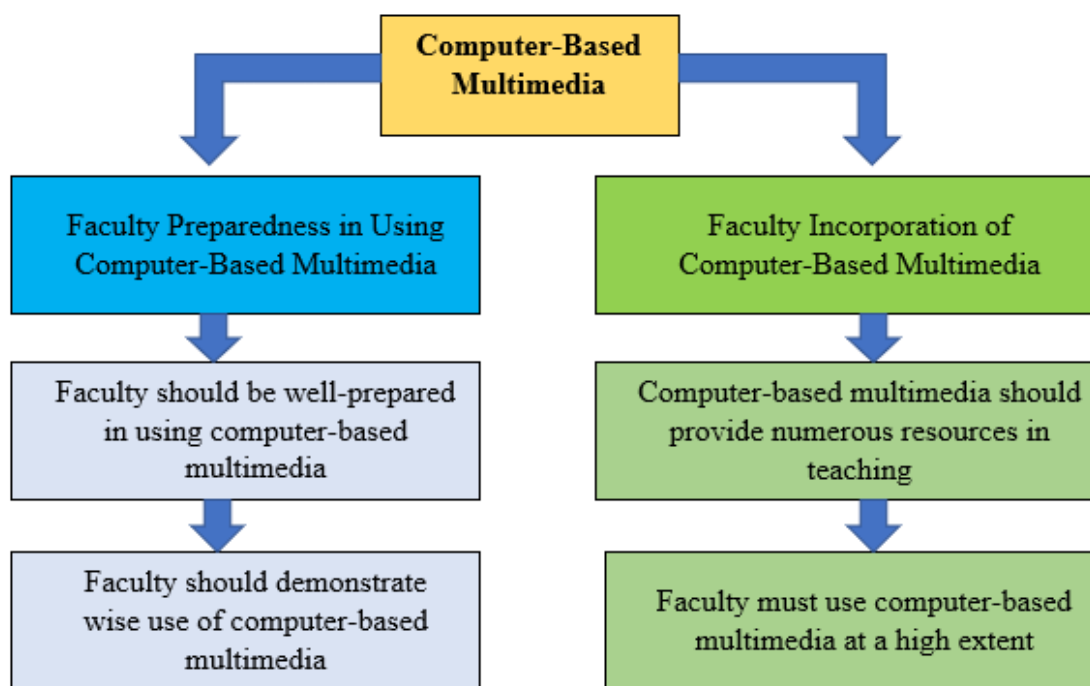 Computer-Based
Multimedia
Faculty Preparedness in Using
Computer-Based Multimedia
Faculty should be well-prepared
in using computer-based
multimedia
Faculty should demonstrate
wise use of computer-based
multimedia
Faculty Incorporation of
Computer-Based Multimedia
Computer-based multimedia should
provide numerous resources in
teaching
Faculty must use computer-based
multimedia at a high extent